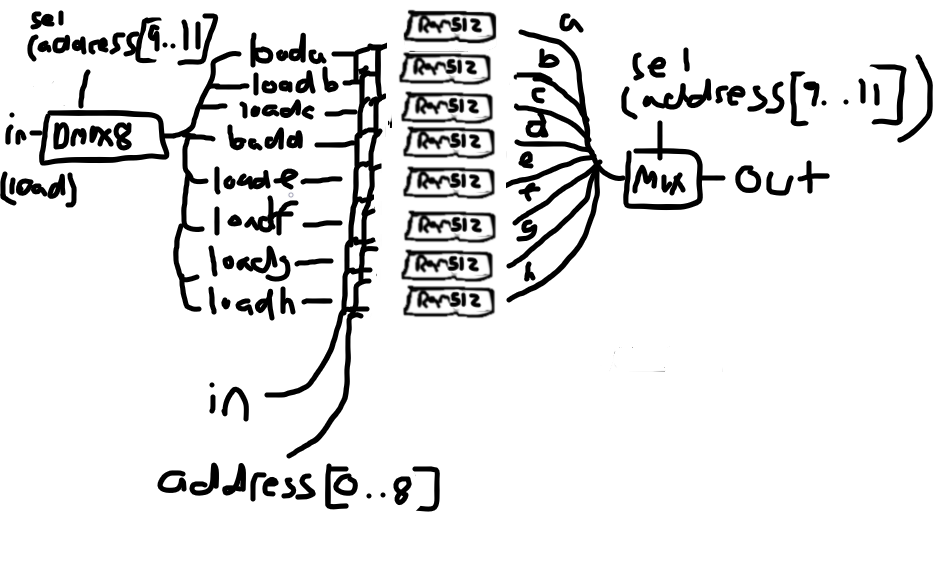 sel
(address[9..11]
in
Dmux8
(load)
loada
loadb
loadc
loadd
loade
loadf
loadg
loadh
Ram512
Ram512
Ram512
Ram512
Ram512
Ram512
Ram512
Ram512
a
b
c
d
e
f
g
h
sel
(address[9..11])
Mux
out
in
address[0..8]